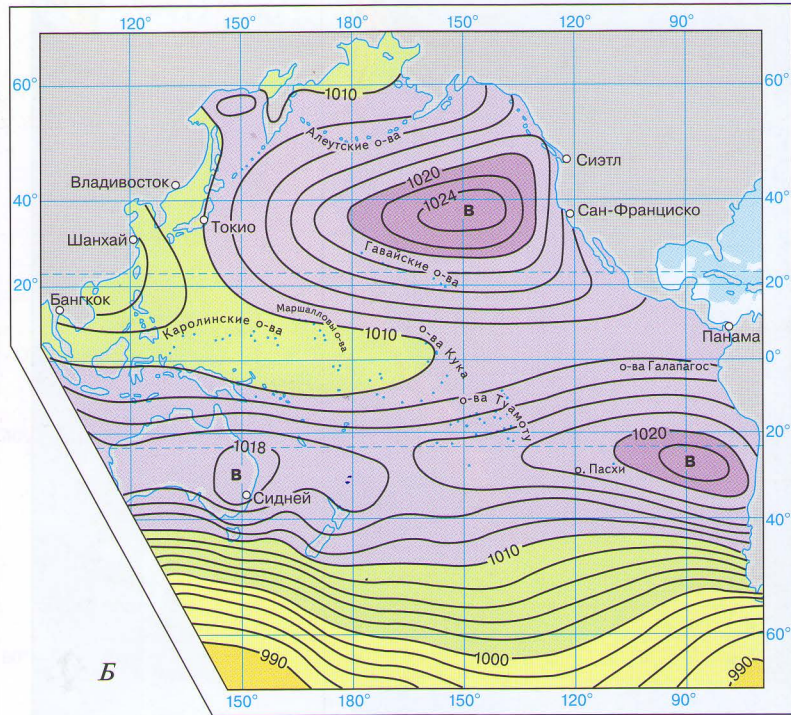 120° 150° 180° 150° 120° 90°
60° 1010 60°
Алеутские о-ва
Сиэтл
1020
Владивосток
1024
40° 40°
В
Сан-Франциско
Токио
Шанхай
Гавайские о-ва
20° 20°
Бангкок
Маршалловы о-ва
Каролинские о-ва
1010
о-ва Кука
Панама
0° 0°
о-ва Галапагос
о-ва Туамоту
1018 1020
20° 20°
В В
о. Пасхи
Сидней
40° 40°
1010
60°
990 1000 990
Б
150° 180° 150° 120° 90°